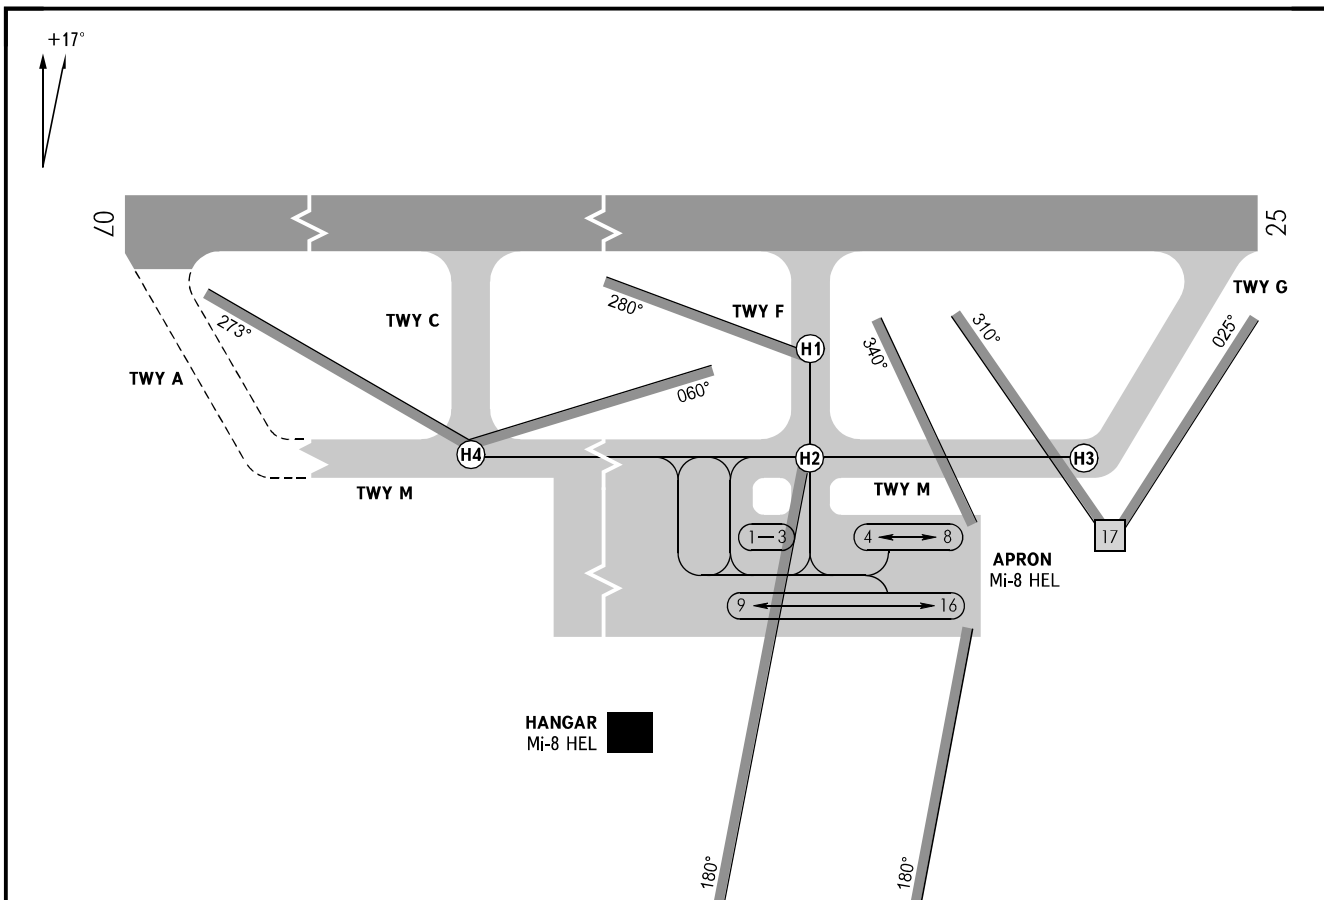 +17°
07
25
TWY G
280°
TWY F
273°
TWY C
310°
025°
340°
H1
TWY A
060°
H4
H2
H3
TWY M
TWY M
1 3
4 8
17
APRON
Mi-8 HEL
9 16
HANGAR
Mi-8 HEL
180°
180°